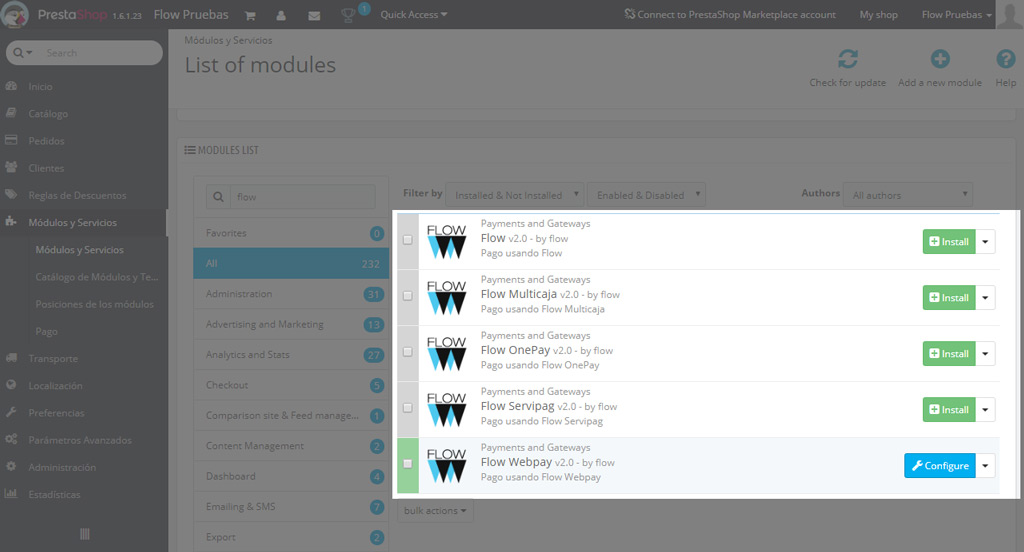 PrestaShop 1.6.1.23 Flow Pruebas 1 Quick Access Connect to PrestaShop Marketplace account My shop Flow Pruebas
Search
Inicio
Catálogo
Pedidos
Clientes
Reglas de Descuentos
Módulos y Servicios
Módulos y Servicios
Catálogo de Módulos y Te...
Posiciones de los módulos
Pago
Transporte
Localización
Preferencias
Parámetros Avanzados
Administración
Estadísticas
Módulos y Servicios
List of modules
Check for update Add a new module Help
MODULES LIST
flow
Favorites 0
All 232
Administration 31
Advertising and Marketing 13
Analytics and Stats 27
Checkout 5
Comparison site & Feed manage... 1
Content Management 2
Dashboard 4
Emailing & SMS 7
Export 2
Filter by Installed & Not Installed Enabled & Disabled Authors All authors
FLOW
Payments and Gateways
Flow v2.0 - by flow
Pago usando Flow
Install
FLOW
Payments and Gateways
Flow Multicaja v2.0 - by flow
Pago usando Flow Multicaja
Install
FLOW
Payments and Gateways
Flow OnePay v2.0 - by flow
Pago usando Flow OnePay
Install
FLOW
Payments and Gateways
Flow Servipag v2.0 - by flow
Pago usando Flow Servipag
Install
FLOW
Payments and Gateways
Flow Webpay v2.0 - by flow
Pago usando Flow Webpay
Configure
bulk actions